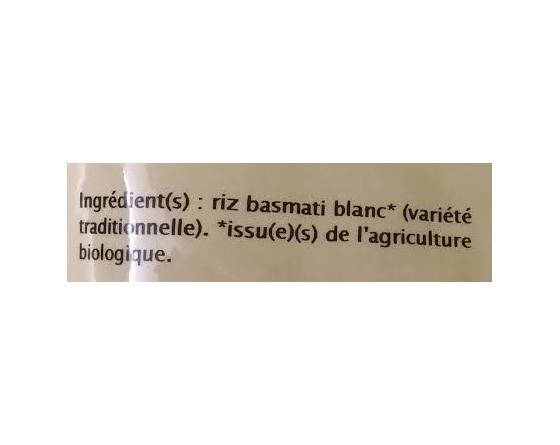 Ingrédient(s) : riz basmati blanc* (variété
traditionnelle). *issu(e)(s) de l'agriculture
biologique.